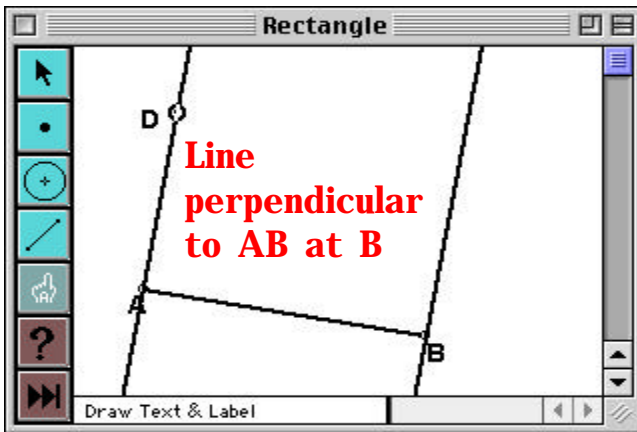 Rectangle
D
Line
perpendicular
to AB at B
A
B
A
?
Draw Text & Label